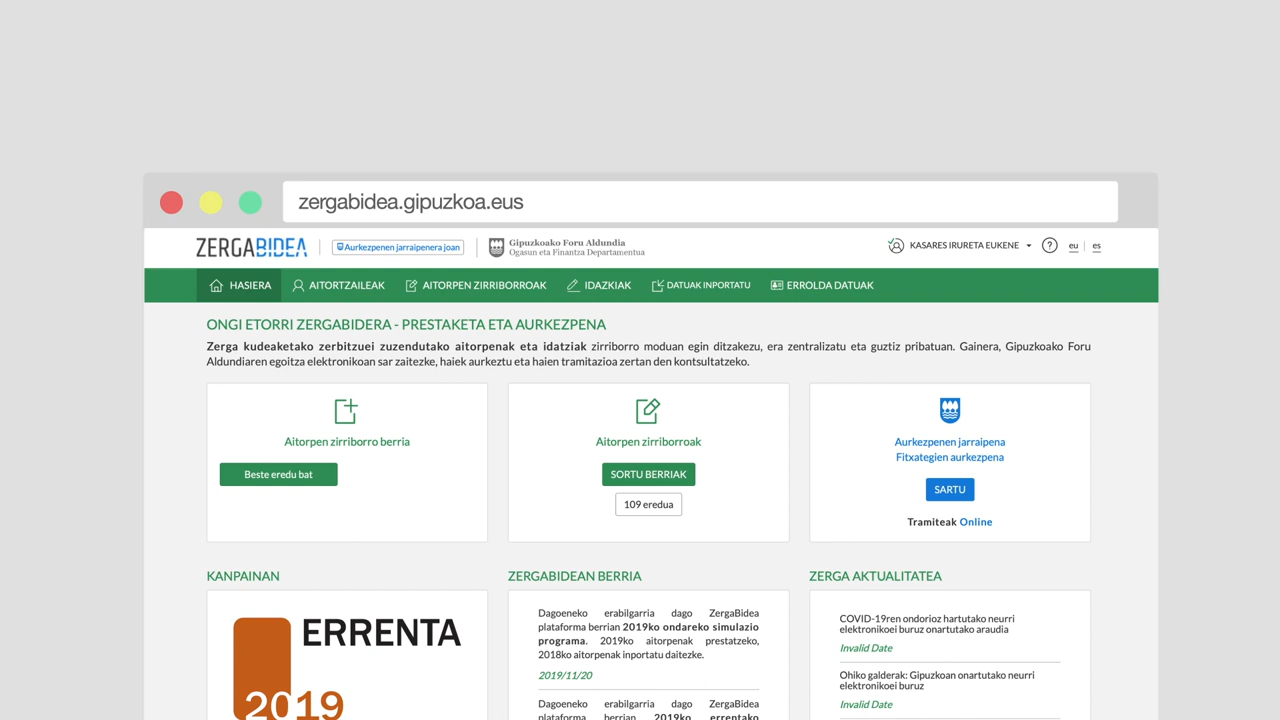 zergabidea.gipuzkoa.eus
ZERGABIDEA
Aurkezpenen jarraipenera joan
Gipuzkoako Foru Aldundia
Ogasun eta Finantza Departamentua
KASARES IRURETA EUKENE
?
eu
es
HASIERA
AITORTZAILEAK
AITORPEN ZIRRIBORROAK
IDAZKIAK
DATUAK INPORTATU
ERROLDA DATUAK
ONGI ETORRI ZERGABIDERA - PRESTAKETA ETA AURKEZPENA
Zerga kudeaketako zerbitzuei zuzendutako aitorpenak eta idatziak zirriborro moduan egin ditzakezu, era zentralizatu eta guztiz pribatuan. Gainera, Gipuzkoako Foru
Aldundiaren egoitza elektronikoan sar zaitezke, haiek aurkeztu eta haien tramitazioa zertan den kontsultatzeko.
Aitorpen zirriborro berria
Beste eredu bat
Aitorpen zirriborroak
SORTU BERRIAK
109 eredua
Aurkezpenen jarraipena
Fitxategien aurkezpena
SARTU
Tramiteak Online
KANPAINAN
ERRENTA
2019
ZERGABIDEAN BERRIA
Dagoeneko erabilgarria dago ZergaBidea
plataforma berrian 2019ko ondareko simulazio
programa. 2019ko aitorpenak prestatzeko,
2018ko aitorpenak inportatu daitezke.
2019/11/20
Dagoeneko erabilgarria dago ZergaBidea
plataforma berrian 2019ko errentako
ZERGA AKTUALITATEA
COVID-19ren ondorioz hartutako neurri
elektronikoei buruz onartutako araudia
Invalid Date
Ohiko galderak: Gipuzkoan onartutako neurri
elektronikoei buruz
Invalid Date